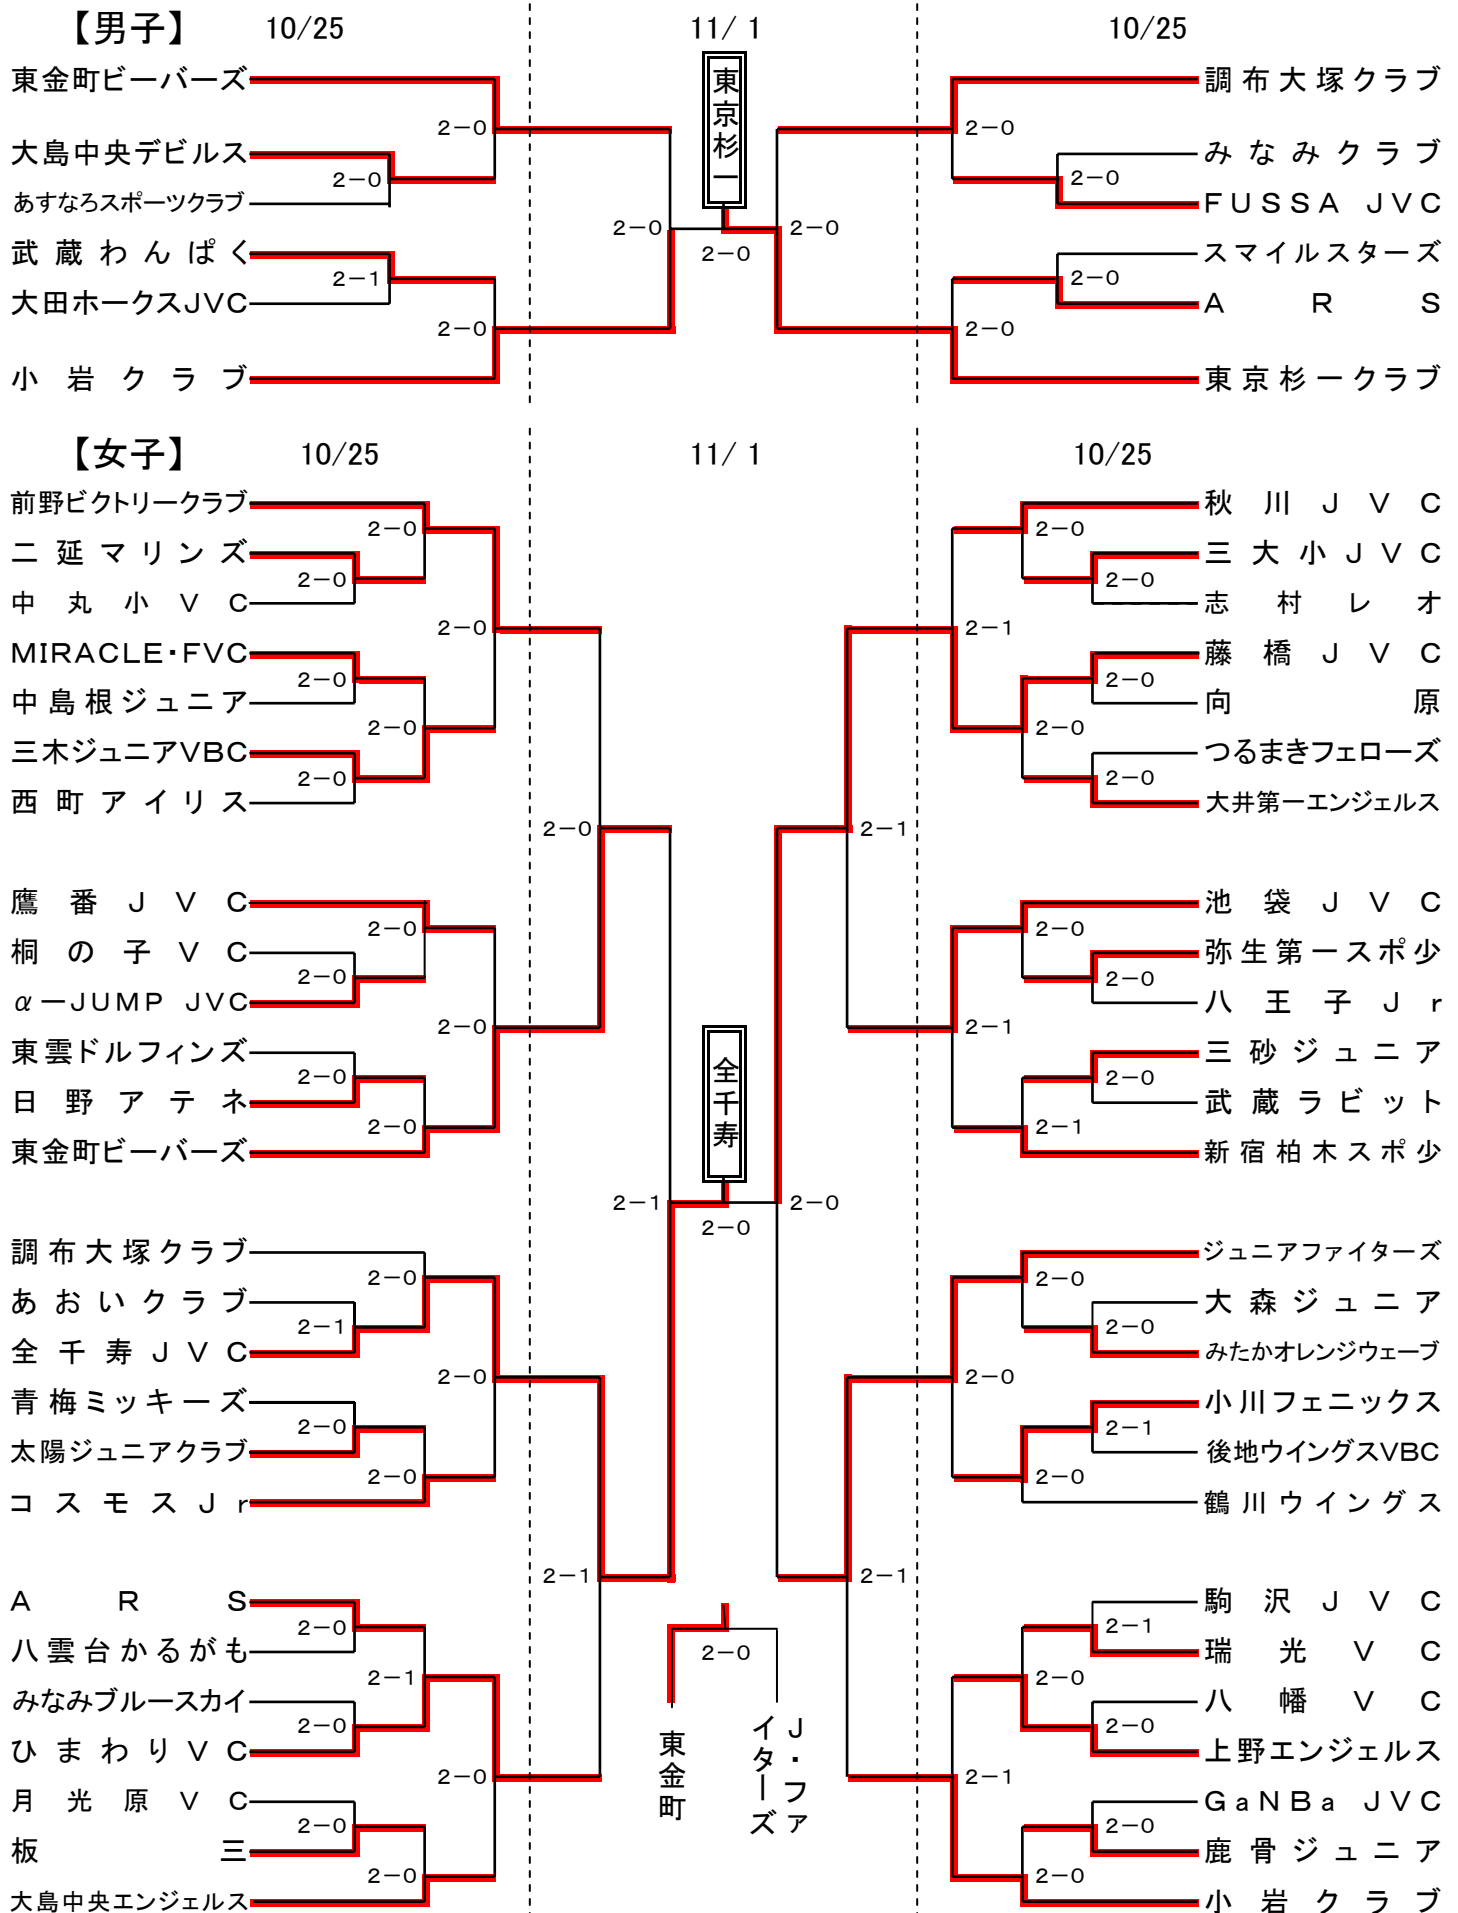 【男子】 10/25 11/ 1 10/25
東金町ビーバーズ
大島中央デビルス
あすなろスポーツクラブ
武蔵わんぱく
大田ホークスJVC
小岩クラブ
2-0
2-0
2-1
2-0
2-0
東京杉一
2-0
2-0
2-0
2-0
2-0
2-0
調布大塚クラブ
みなみクラブ
FUSSA JVC
スマイルスターズ
ARS
東京杉一クラブ
【女子】 10/25 11/ 1 10/25
前野ビクトリークラブ
二延マリンズ
中丸小VC
MIRACLE・FVC
中島根ジュニア
三木ジュニアVBC
西町アイリス
鷹番JVC
桐の子VC
α-JUMP JVC
東雲ドルフィンズ
日野アテネ
東金町ビーバーズ
調布大塚クラブ
あおいクラブ
全千寿JVC
青梅ミッキーズ
太陽ジュニアクラブ
コスモスJr
ARS
八雲台かるがも
みなみブルースカイ
ひまわりVC
月光原VC
板三
大島中央エンジェルス
2-0
2-0
2-0
2-0
2-0
2-0
2-0
2-0
2-0
2-0
2-0
2-0
2-0
2-1
2-0
2-0
2-0
2-0
2-1
2-0
2-0
2-0
2-0
2-1
2-1
全千寿
2-0
2-0
東金町
J・ファイターズ
2-0
2-0
2-0
2-1
2-0
2-0
2-0
2-1
2-0
2-0
2-1
2-0
2-1
2-0
2-0
2-0
2-1
2-0
2-1
2-1
2-0
2-0
2-1
2-0
2-0
秋川JVC
三大小JVC
志村レオ
藤橋JVC
向原
つるまきフェローズ
大井第一エンジェルス
池袋JVC
弥生第一スポ少
八王子Jr
三砂ジュニア
武蔵ラビット
新宿柏木スポ少
ジュニアファイターズ
大森ジュニア
みたかオレンジウェーブ
小川フェニックス
後地ウイングスVBC
鶴川ウイングス
駒沢JVC
瑞光VC
八幡VC
上野エンジェルス
GaNBa JVC
鹿骨ジュニア
小岩クラブ